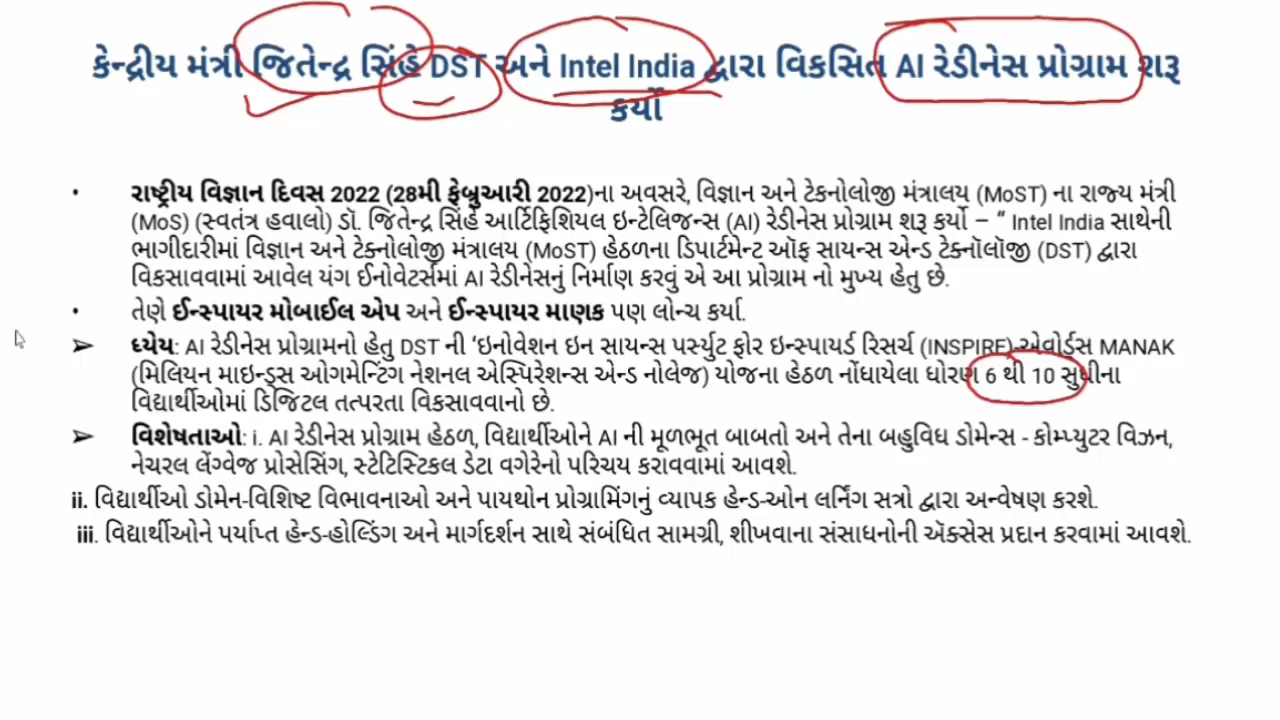 કેન્દ્રીય મંત્રી જિતેન્દ્ર સિંહે DST અને Intel India દ્વારા વિકસિત AI રેડીનેસ પ્રોગ્રામ શરૂ
કર્યો
• રાષ્ટ્રીય વિજ્ઞાન દિવસ 2022 (28મી ફેબ્રુઆરી 2022)ના અવસરે, વિજ્ઞાન અને ટેકનોલોજી મંત્રાલય (MoST) ના રાજ્ય મંત્રી
(MoS) (સ્વતંત્ર હવાલો) ડૉ. જિતેન્દ્ર સિંહે આર્ટિફિશિયલ ઇન્ટેલિજન્સ (AI) રેડીનેસ પ્રોગ્રામ શરૂ કર્યો – “ Intel India સાથેની
ભાગીદારીમાં વિજ્ઞાન અને ટેક્નોલૉજી મંત્રાલય (MoST) હેઠળના ડિપાર્ટમેન્ટ ઑફ સાયન્સ એન્ડ ટેક્નૉલૉજી (DST) દ્વારા
વિકસાવવામાં આવેલ યંગ ઈનોવેટર્સમાં AI રેડીનેસનું નિર્માણ કરવું એ આ પ્રોગ્રામ નો મુખ્ય હેતુ છે.
• તેણે ઈન્સ્પાયર મોબાઈલ એપ અને ઈન્સ્પાયર માણક પણ લોન્ચ કર્યા.
➢ ધ્યેય: AI રેડીનેસ પ્રોગ્રામનો હેતુ DST ની ‘ઇનોવેશન ઇન સાયન્સ પર્સ્યુટ ફોર ઇન્સ્પાયર્ડ રિસર્ચ (INSPIRE)-એવોર્ડ્સ MANAK
(મિલિયન માઇન્ડ્સ ઓગમેન્ટિંગ નેશનલ એસ્પિરેશન્સ એન્ડ નોલેજ) યોજના હેઠળ નોંધાયેલા ધોરણ 6 થી 10 સુધીના
વિદ્યાર્થીઓમાં ડિજિટલ તત્પરતા વિકસાવવાનો છે.
➢ વિશેષતાઓ: i. AI રેડીનેસ પ્રોગ્રામ હેઠળ, વિદ્યાર્થીઓને AI ની મૂળભૂત બાબતો અને તેના બહુવિધ ડોમેન્સ - કોમ્પ્યુટર વિઝન,
નેચરલ લેંગ્વેજ પ્રોસેસિંગ, સ્ટેટિસ્ટિકલ ડેટા વગેરેનો પરિચય કરાવવામાં આવશે.
ii. વિદ્યાર્થીઓ ડોમેન-વિશિષ્ટ વિભાવનાઓ અને પાયથોન પ્રોગ્રામિંગનું વ્યાપક હેન્ડ-ઓન લર્નિંગ સત્રો દ્વારા અન્વેષણ કરશે.
iii. વિદ્યાર્થીઓને પર્યાપ્ત હેન્ડ-હોલ્ડિંગ અને માર્ગદર્શન સાથે સંબંધિત સામગ્રી, શીખવાના સંસાધનોની ઍક્સેસ પ્રદાન કરવામાં આવશે.